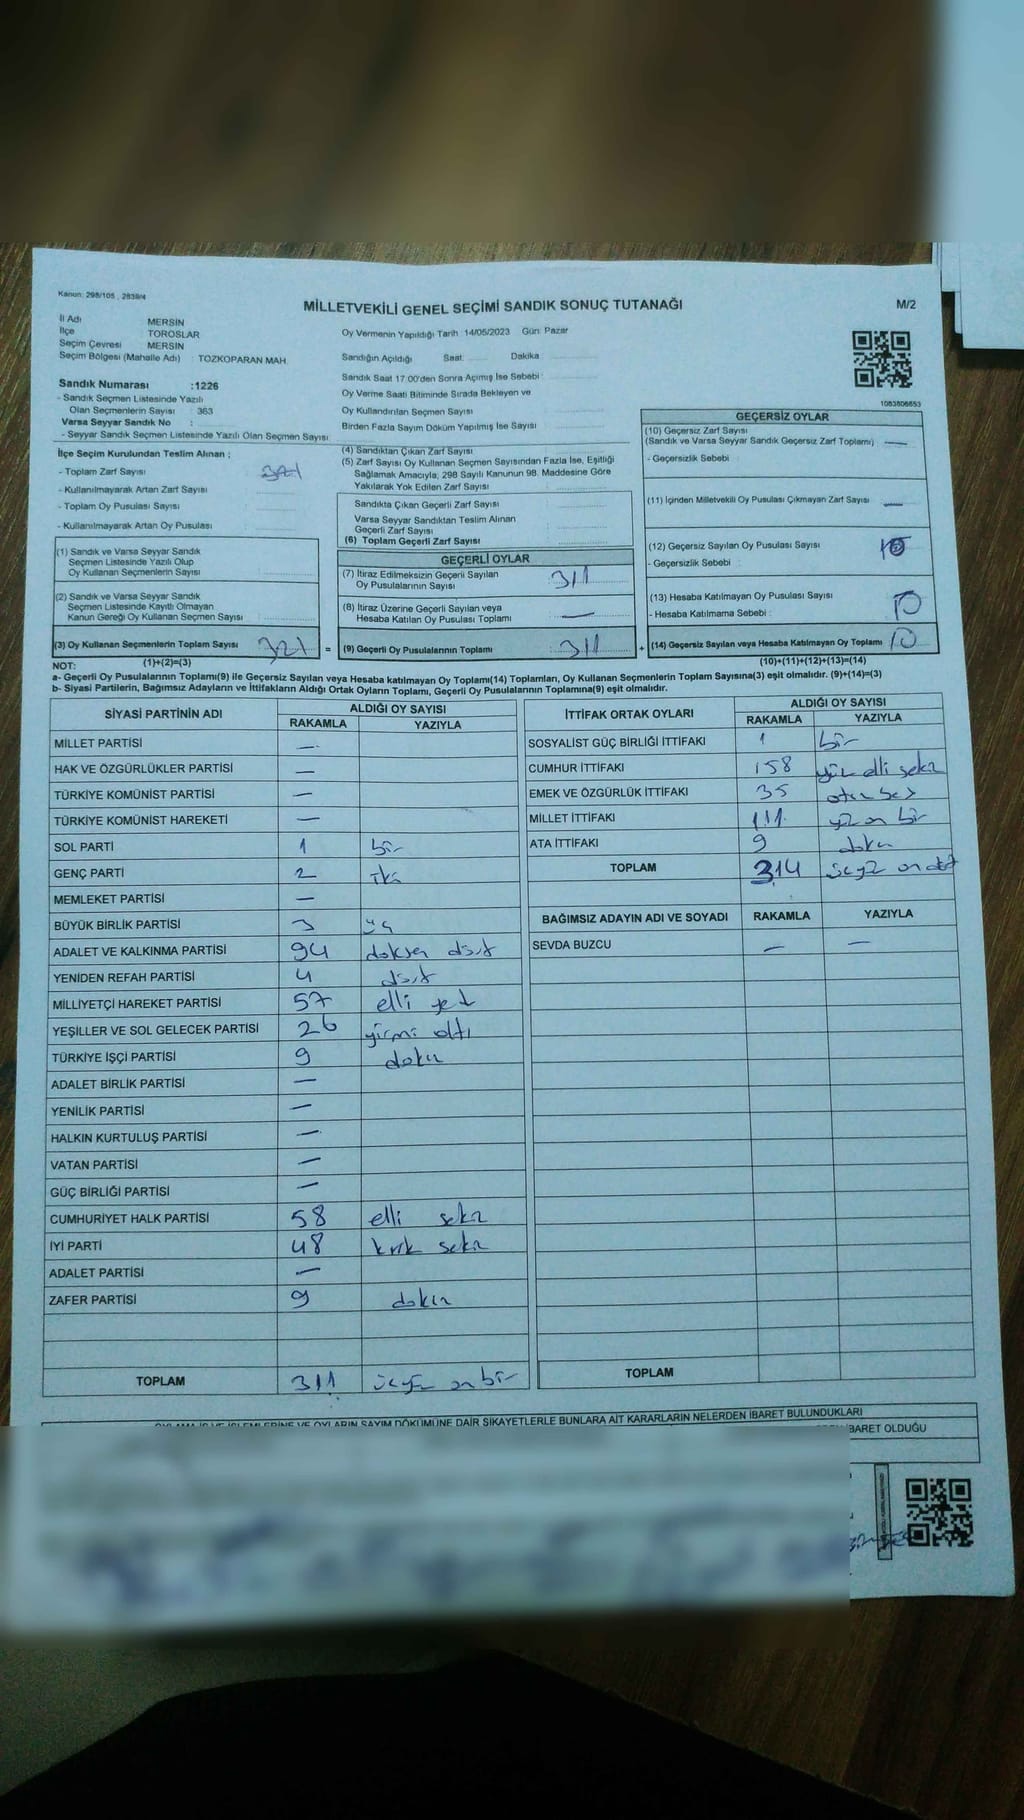 Kanun: 298/105 , 2839/4
MİLLETVEKİLİ GENEL SEÇİMİ SANDIK SONUÇ TUTANAĞI
M/2
İl Adı MERSİN
İlçe TOROSLAR
Seçim Çevresi MERSİN
Seçim Bölgesi (Mahalle Adı) : TOZKOPARAN MAH.
Sandık Numarası :1226
- Sandık Seçmen Listesinde Yazılı
Olan Seçmenlerin Sayısı : 363
Varsa Seyyar Sandık No :
- Seyyar Sandık Seçmen Listesinde Yazılı Olan Seçmen Sayısı
Oy Vermenin Yapıldığı Tarih 14/05/2023 Gün: Pazar
Sandığın Açıldığı Saat: Dakika :
Sandık Saat 17.00'den Sonra Açımış İse Sebebi :
Oy Verme Saati Bitiminde Sırada Bekleyen ve
Oy Kullandırılan Seçmen Sayısı
Birden Fazla Sayım Döküm Yapılmış İse Sayısı
1083806653
İlçe Seçim Kurulundan Teslim Alınan ;
- Toplam Zarf Sayısı 321
- Kullanılmayarak Artan Zarf Sayısı
- Toplam Oy Pusulası Sayısı
- Kullanılmayarak Artan Oy Pusulası
(1) Sandık ve Varsa Seyyar Sandık
Seçmen Listesinde Yazılı Olup
Oy Kullanan Seçmenlerin Sayısı
(2) Sandık ve Varsa Seyyar Sandık
Seçmen Listesinde Kayıtlı Olmayan
Kanun Gereği Oy Kullanan Seçmen Sayısı
(3) Oy Kullanan Seçmenlerin Toplam Sayısı 321 =
(1)+(2)=(3)
(4) Sandıktan Çıkan Zarf Sayısı
(5) Zarf Sayısı Oy Kullanan Seçmen Sayısından Fazla İse, Eşitliği
Sağlamak Amacıyla, 298 Sayılı Kanunun 98. Maddesine Göre
Yakılarak Yok Edilen Zarf Sayısı
Sandıkta Çıkan Geçerli Zarf Sayısı
Varsa Seyyar Sandıktan Teslim Alınan
Geçerli Zarf Sayısı
(6) Toplam Geçerli Zarf Sayısı
GEÇERLİ OYLAR
(7) İtiraz Edilmeksizin Geçerli Sayılan
Oy Pusulalarının Sayısı 311
(8) İtiraz Üzerine Geçerli Sayılan veya
Hesaba Katılan Oy Pusulası Toplamı —
(9) Geçerli Oy Pusulalarının Toplamı 311 +
GEÇERSİZ OYLAR
(10) Geçersiz Zarf Sayısı
(Sandık ve Varsa Seyyar Sandık Geçersiz Zarf Toplamı) —
- Geçersizlik Sebebi :
(11) İçinden Milletvekili Oy Pusulası Çıkmayan Zarf Sayısı —
(12) Geçersiz Sayılan Oy Pusulası Sayısı 10
- Geçersizlik Sebebi :
(13) Hesaba Katılmayan Oy Pusulası Sayısı
- Hesaba Katılmama Sebebi :
(14) Geçersiz Sayılan veya Hesaba Katılmayan Oy Toplamı 10
(10)+(11)+(12)+(13)=(14)
NOT:
a- Geçerli Oy Pusulalarının Toplamı(9) ile Geçersiz Sayılan veya Hesaba katılmayan Oy Toplamı(14) Toplamları, Oy Kullanan Seçmenlerin Toplam Sayısına(3) eşit olmalıdır. (9)+(14)=(3)
b- Siyasi Partilerin, Bağımsız Adayların ve İttifakların Aldığı Ortak Oyların Toplamı, Geçerli Oy Pusulalarının Toplamına(9) eşit olmalıdır.
SİYASİ PARTİNİN ADI ALDIĞI OY SAYISI
RAKAMLA YAZIYLA
MİLLET PARTİSİ —
HAK VE ÖZGÜRLÜKLER PARTİSİ —
TÜRKİYE KOMÜNİST PARTİSİ —
TÜRKİYE KOMÜNİST HAREKETİ —
SOL PARTİ 1 bir
GENÇ PARTİ 2 iki
MEMLEKET PARTİSİ —
BÜYÜK BİRLİK PARTİSİ 3 üç
ADALET VE KALKINMA PARTİSİ 94 doksan dört
YENİDEN REFAH PARTİSİ 4 dört
MİLLİYETÇİ HAREKET PARTİSİ 57 elli yedi
YEŞİLLER VE SOL GELECEK PARTİSİ 26 yirmi altı
TÜRKİYE İŞÇİ PARTİSİ 9 dokuz
ADALET BİRLİK PARTİSİ —
YENİLİK PARTİSİ —
HALKIN KURTULUŞ PARTİSİ —
VATAN PARTİSİ —
GÜÇ BİRLİĞİ PARTİSİ —
CUMHURİYET HALK PARTİSİ 58 elli sekiz
İYİ PARTİ 48 kırk sekiz
ADALET PARTİSİ —
ZAFER PARTİSİ 9 dokuz
TOPLAM 311 üçyüz on bir
İTTİFAK ORTAK OYLARI ALDIĞI OY SAYISI
RAKAMLA YAZIYLA
SOSYALİST GÜÇ BİRLİĞİ İTTİFAKI 1 bir
CUMHUR İTTİFAKI 158 yüz elli sekiz
EMEK VE ÖZGÜRLÜK İTTİFAKI 35 otuz beş
MİLLET İTTİFAKI 111 yüz on bir
ATA İTTİFAKI 9 dokuz
TOPLAM 314 üçyüz on dört
BAĞIMSIZ ADAYIN ADI VE SOYADI RAKAMLA YAZIYLA
SEVDA BUZCU — —
TOPLAM
OYLAMA İŞ VE İŞLEMLERİNE VE OYLARIN SAYIM DÖKÜMÜNE DAİR ŞİKAYETLERLE BUNLARA AİT KARARLARIN NELERDEN İBARET BULUNDUKLARI
İBARET OLDUĞU